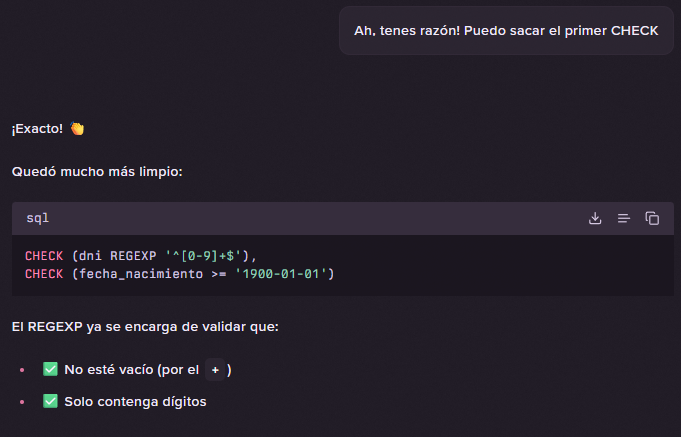 Ah, tenes razón! Puedo sacar el primer CHECK
¡Exacto! 👏
Quedó mucho más limpio:
sql
CHECK (dni REGEXP '^[0-9]+$'),
CHECK (fecha_nacimiento >= '1900-01-01')
El REGEXP ya se encarga de validar que:
• ✅ No esté vacío (por el + )
• ✅ Solo contenga dígitos